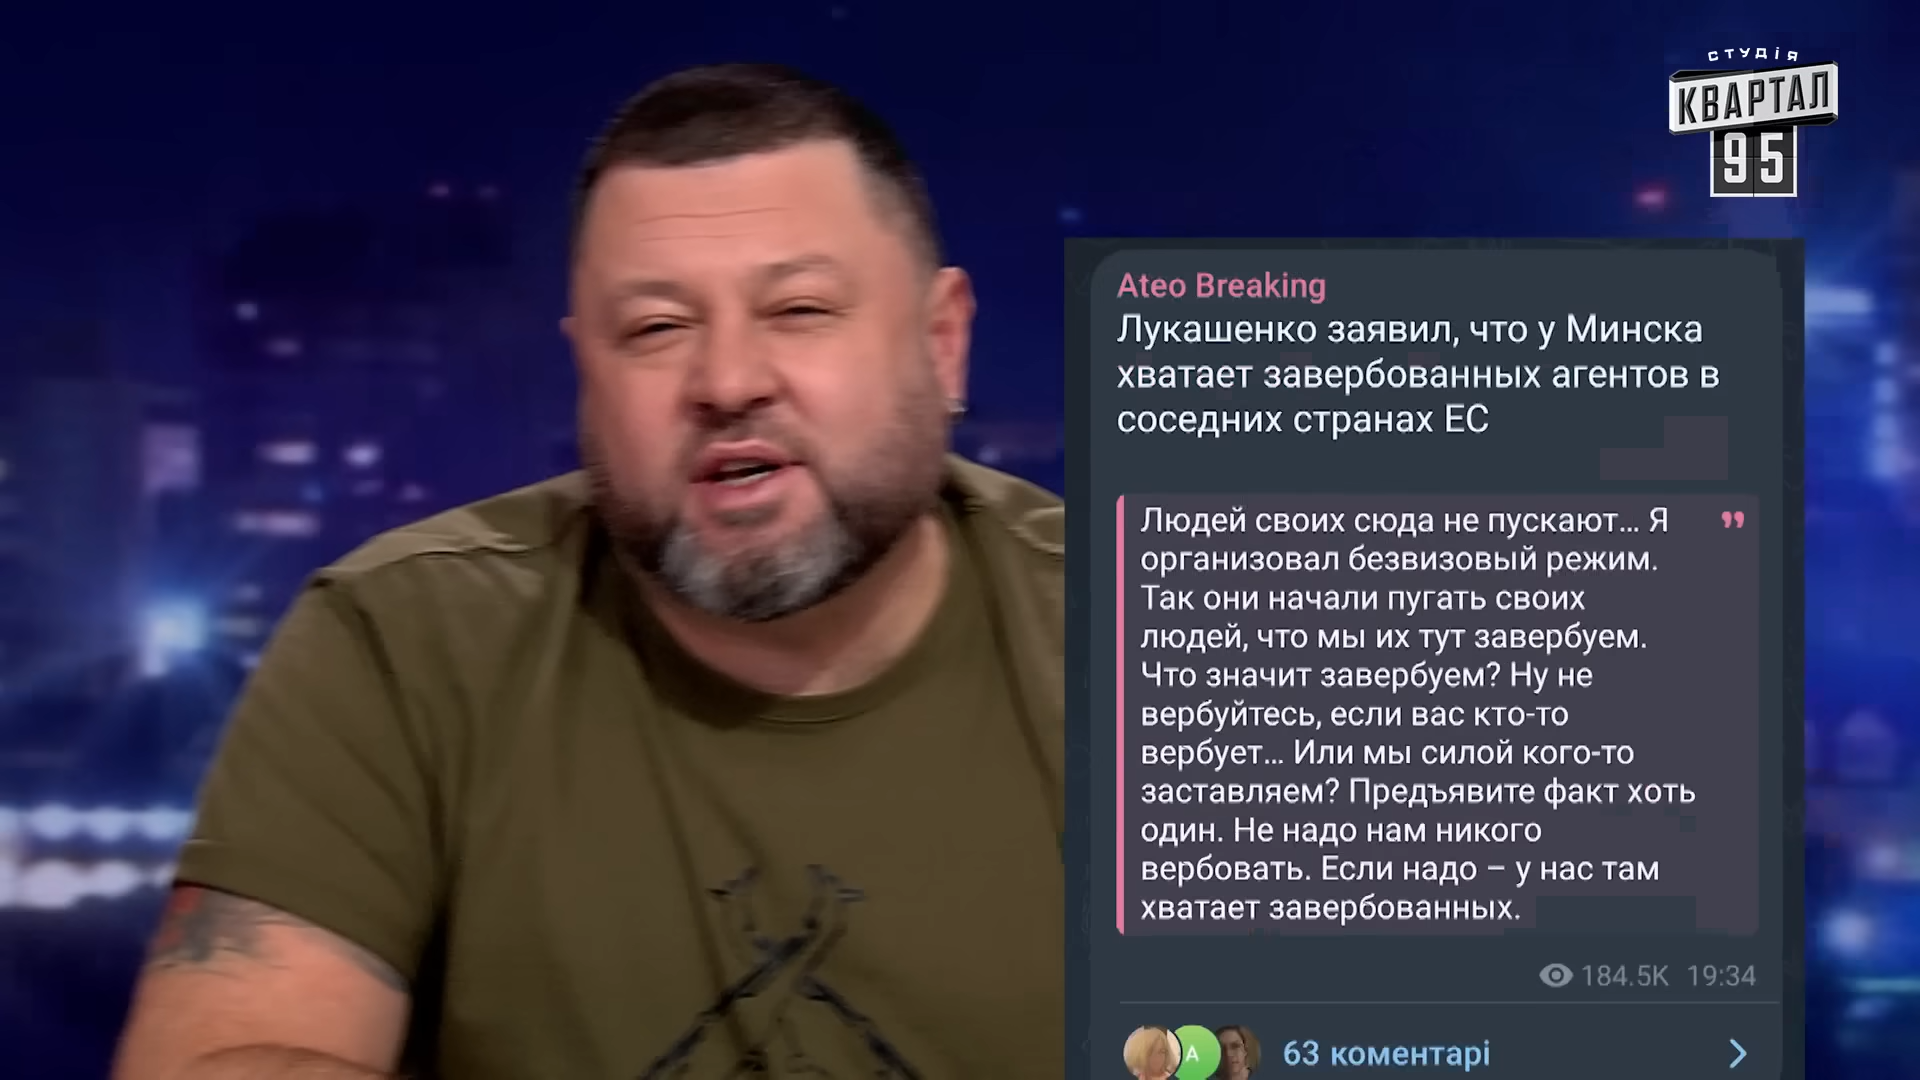 СТУДІЯ
КВАРТАЛ
95
Ateo Breaking
Лукашенко заявил, что у Минска
хватает завербованных агентов в
соседних странах ЕС
Людей своих сюда не пускают... Я
организовал безвизовый режим.
Так они начали пугать своих
людей, что мы их тут завербуем.
Что значит завербуем? Ну не
вербуйтесь, если вас кто-то
вербует... Или мы силой кого-то
заставляем? Предъявите факт хоть
один. Не надо нам никого
вербовать. Если надо – у нас там
хватает завербованных.
184.5K 19:34
A
63 коментарі